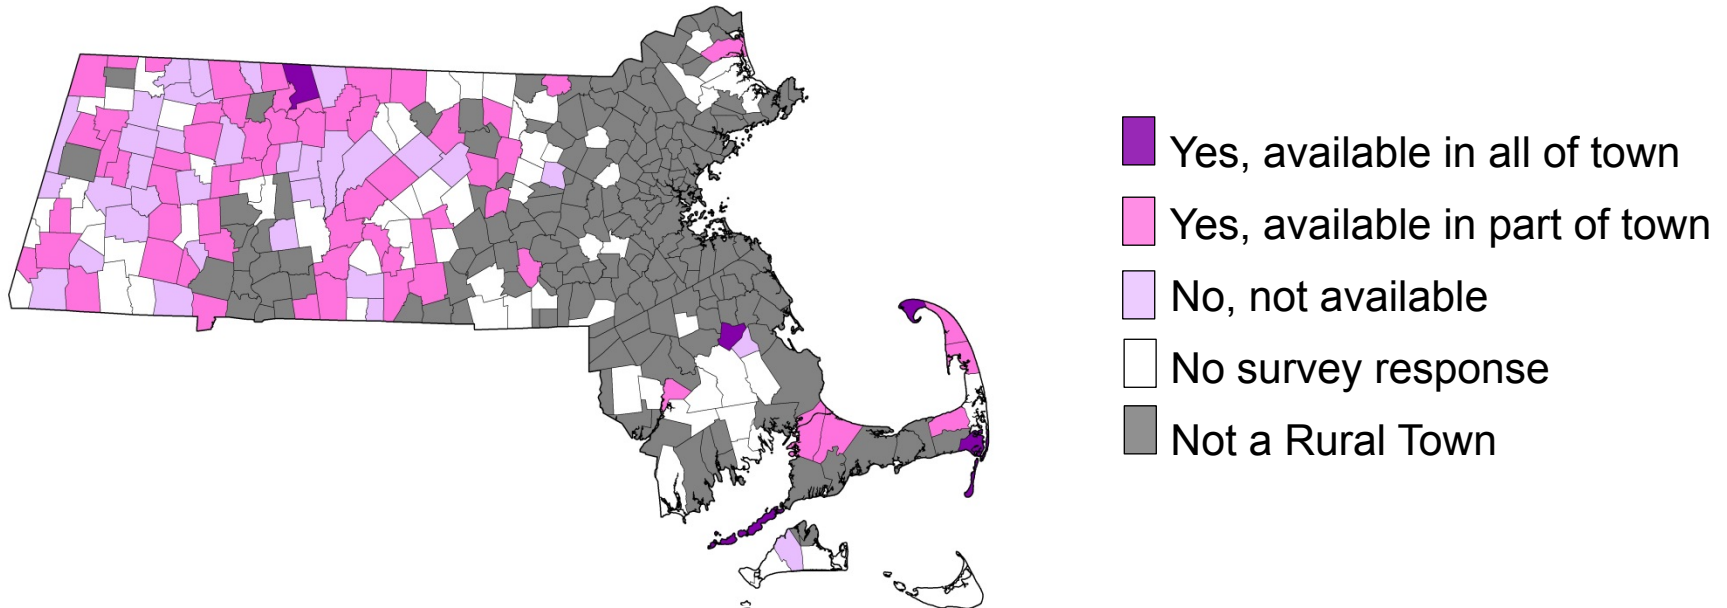 Yes, available in all of town
Yes, available in part of town
No, not available
No survey response
Not a Rural Town